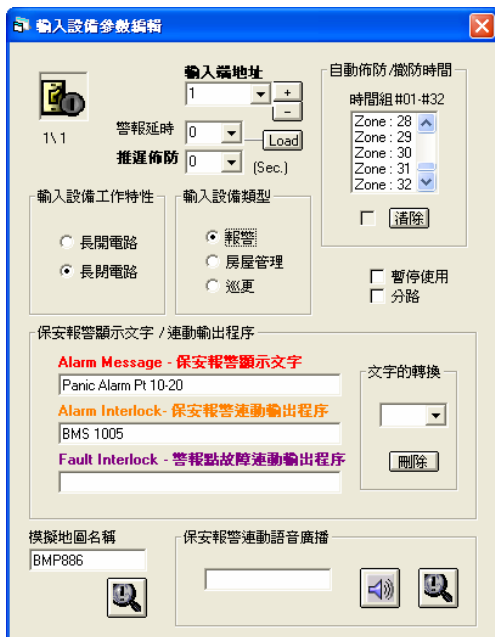 輸入設備參數編輯
輸入端地址
1
+
-
1\ 1
警報延時 0
Load
推遲佈防 0
(Sec.)
自動佈防/撤防時間
時間組#01-#32
Zone : 28
Zone : 29
Zone : 30
Zone : 31
Zone : 32
清除
輸入設備工作特性
長開電路
長閉電路
輸入設備類型
報警
房屋管理
巡更
暫停使用
分路
保安報警顯示文字 / 連動輸出程序
Alarm Message - 保安報警顯示文字
Panic Alarm Pt 10-20
Alarm Interlock- 保安報警連動輸出程序
BMS 1005
Fault Interlock - 警報點故障連動輸出程序
文字的轉換
刪除
模擬地圖名稱
BMP886
保安報警連動語音廣播